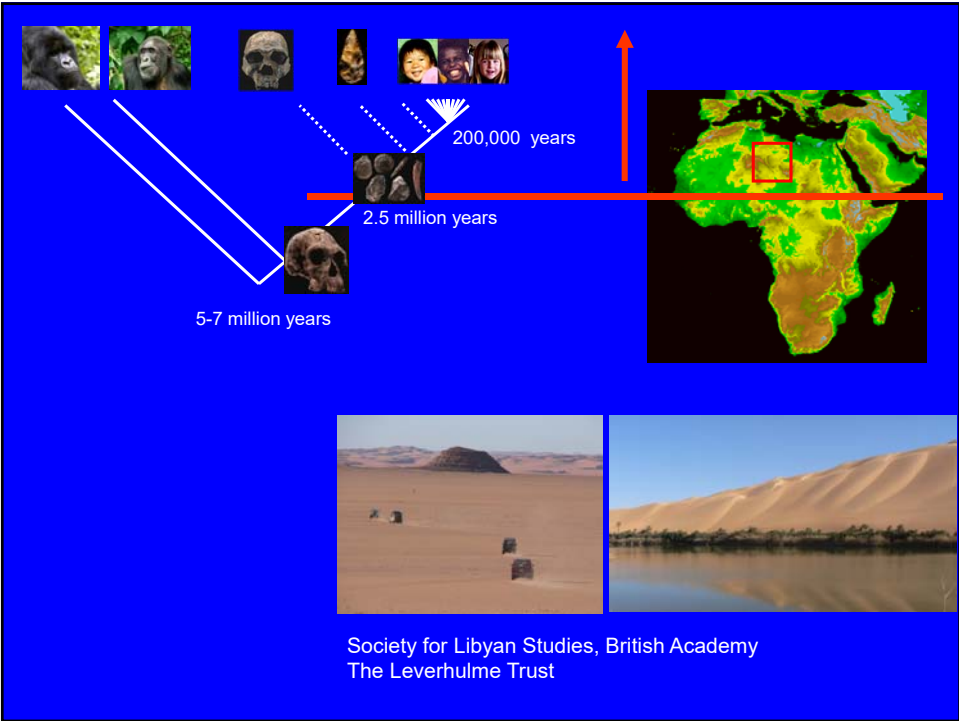 200,000 years
2.5 million years
5-7 million years
Society for Libyan Studies, British Academy
The Leverhulme Trust